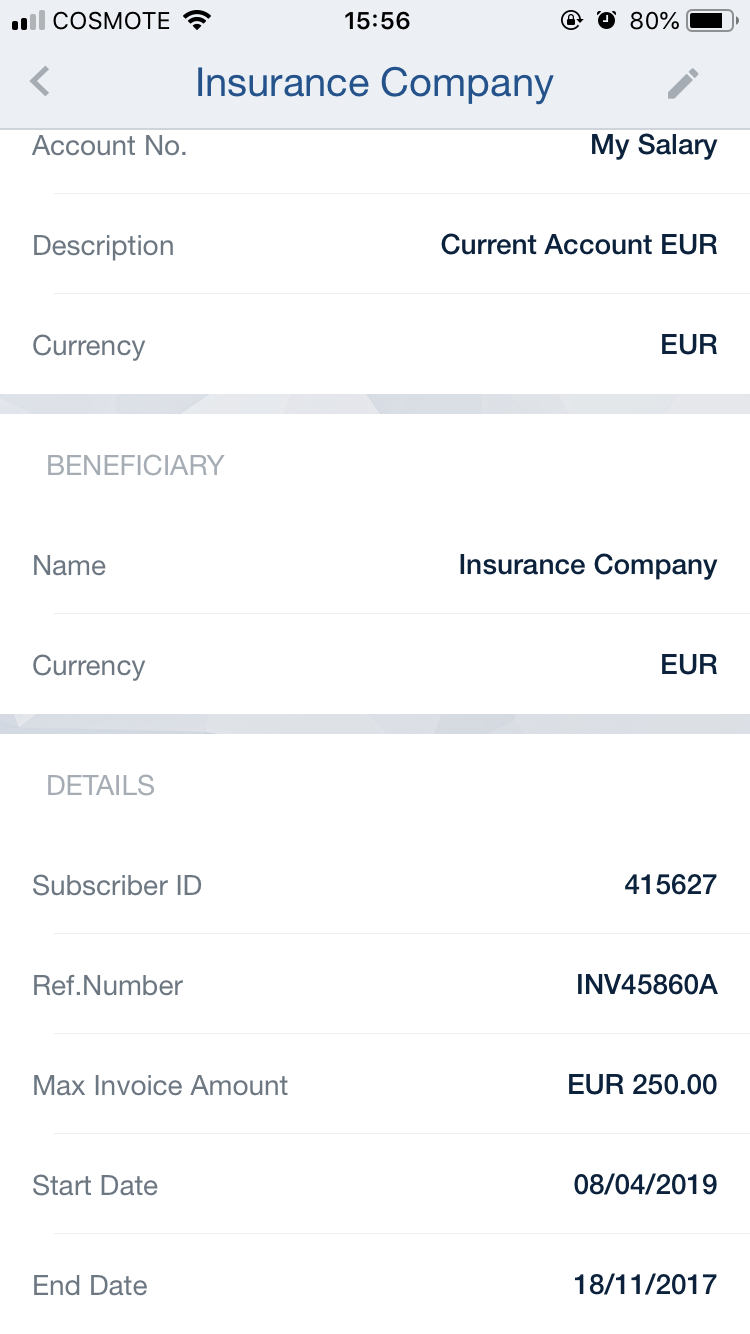 COSMOTE 15:56 80%
Insurance Company
Account No. My Salary
Description Current Account EUR
Currency EUR
BENEFICIARY
Name Insurance Company
Currency EUR
DETAILS
Subscriber ID 415627
Ref.Number INV45860A
Max Invoice Amount EUR 250.00
Start Date 08/04/2019
End Date 18/11/2017